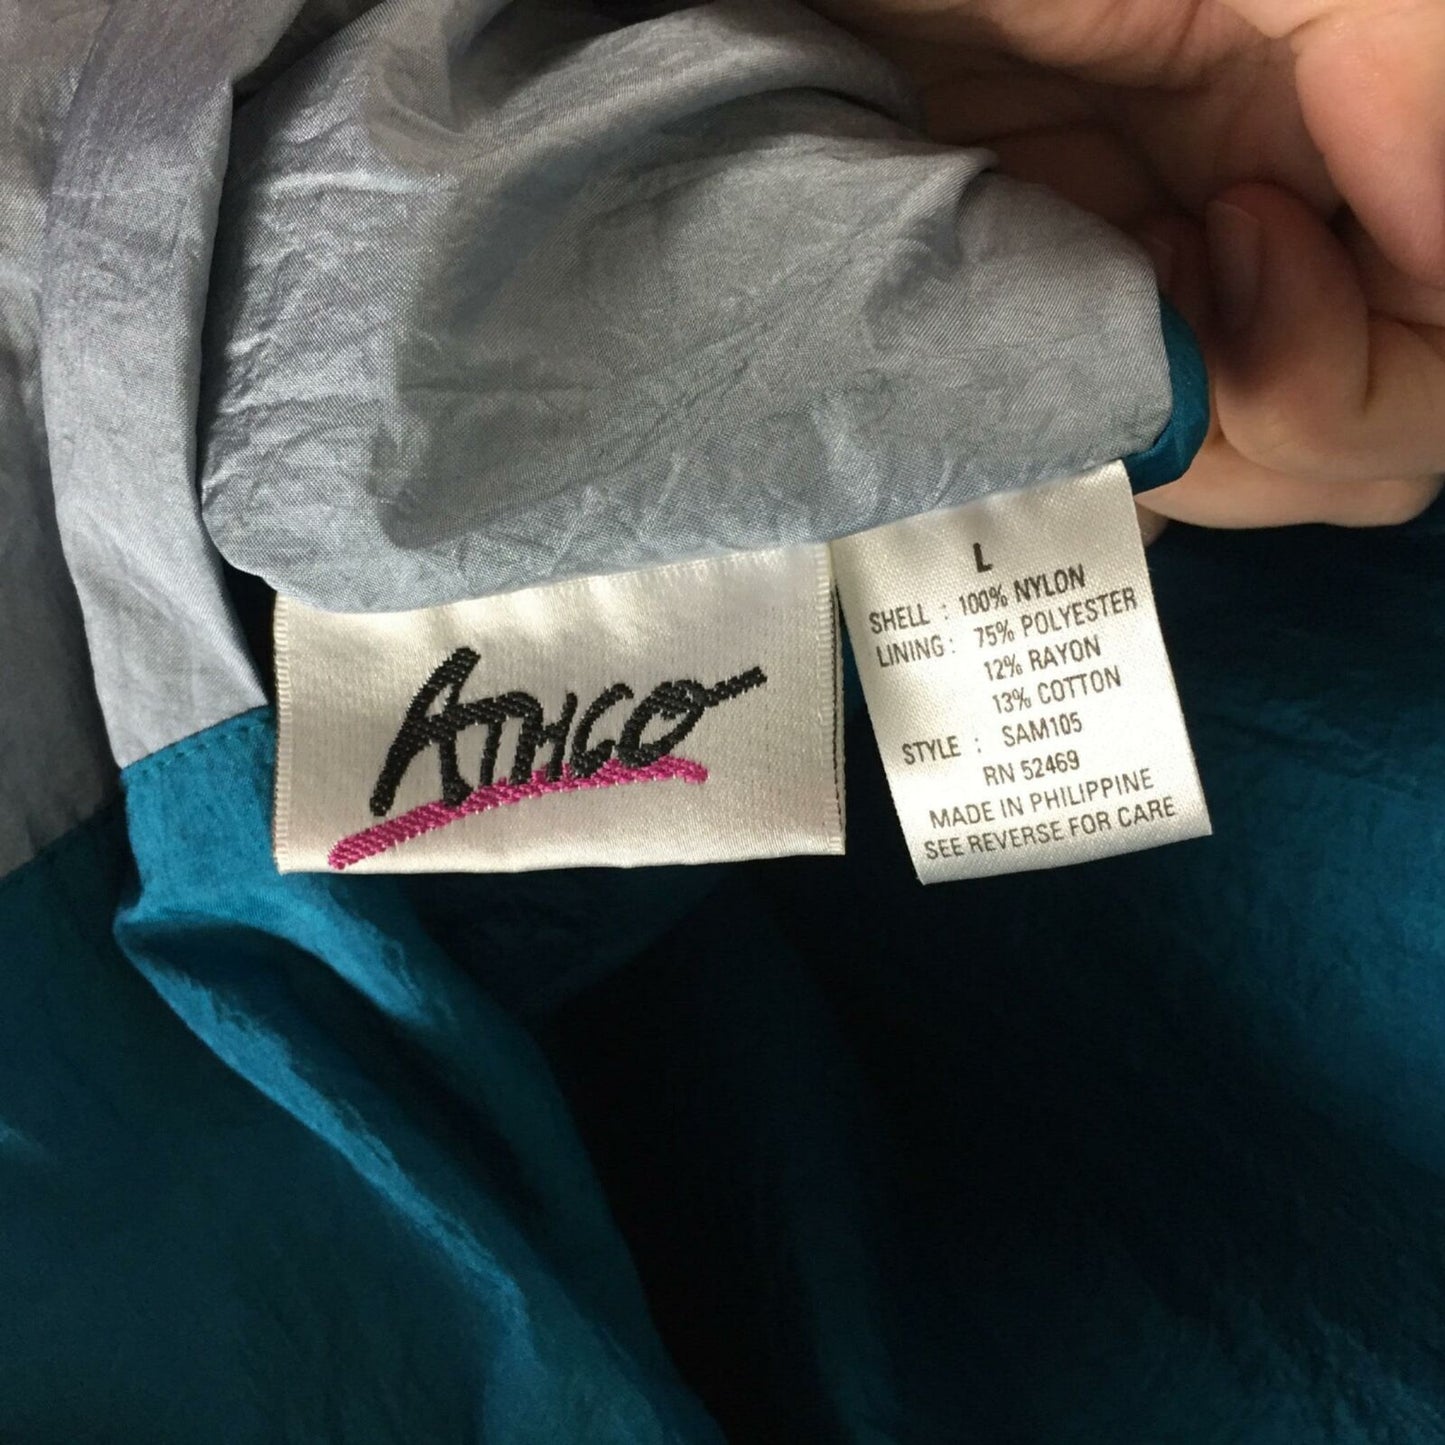 ATHCO
L
SHELL : 100% NYLON
LINING : 75% POLYESTER
12% RAYON
13% COTTON
STYLE : SAM105
RN 52469
MADE IN PHILIPPINE
SEE REVERSE FOR CARE